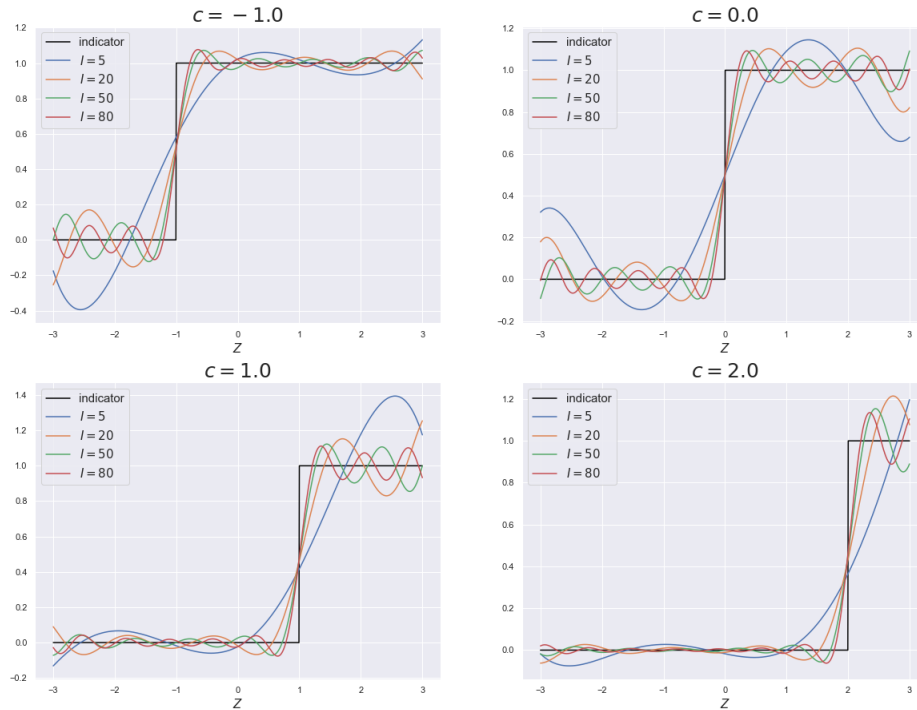 c = −1.0
1.2
1.0
0.8
0.6
0.4
0.2
0.0
−0.2
−0.4
indicator
I = 5
I = 20
I = 50
I = 80
−3 −2 −1 0 1 2 3
Z
c = 0.0
1.2
1.0
0.8
0.6
0.4
0.2
0.0
−0.2
indicator
I = 5
I = 20
I = 50
I = 80
−3 −2 −1 0 1 2 3
Z
c = 1.0
1.4
1.2
1.0
0.8
0.6
0.4
0.2
0.0
−0.2
indicator
I = 5
I = 20
I = 50
I = 80
−3 −2 −1 0 1 2 3
Z
c = 2.0
1.2
1.0
0.8
0.6
0.4
0.2
0.0
indicator
I = 5
I = 20
I = 50
I = 80
−3 −2 −1 0 1 2 3
Z